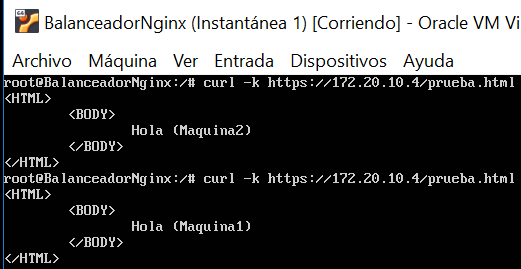 BalanceadorNginx (Instantánea 1) [Corriendo] - Oracle VM Vi
Archivo Máquina Ver Entrada Dispositivos Ayuda
root@BalanceadorNginx:/# curl -k https://172.20.10.4/prueba.html
<HTML>
<BODY>
Hola (Maquina2)
</BODY>
</HTML>
root@BalanceadorNginx:/# curl -k https://172.20.10.4/prueba.html
<HTML>
<BODY>
Hola (Maquina1)
</BODY>
</HTML>